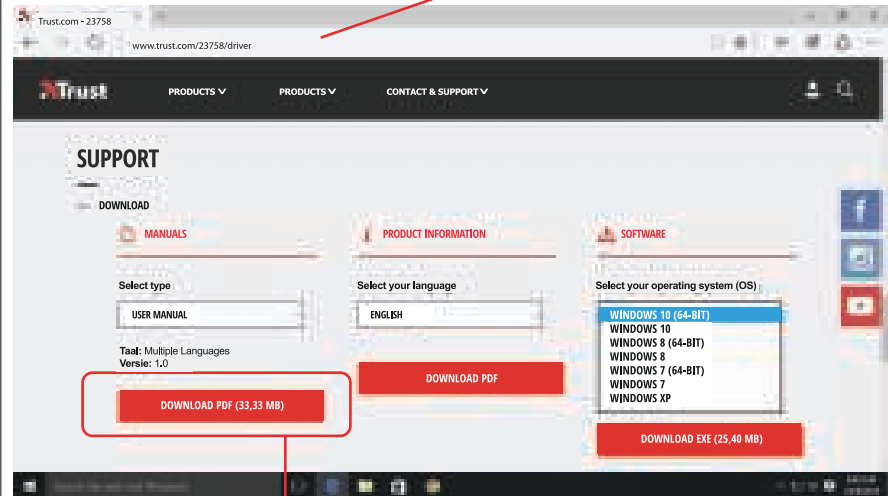 Trust.com - 23758
www.trust.com/23758/driver
Trust
PRODUCTS
PRODUCTS
CONTACT & SUPPORT
SUPPORT
DOWNLOAD
MANUALS
PRODUCT INFORMATION
SOFTWARE
Select type
Select your language
Select your operating system (OS)
USER MANUAL
ENGLISH
WINDOWS 10 (64-BIT)
WINDOWS 10
WINDOWS 8 (64-BIT)
WINDOWS 8
WINDOWS 7 (64-BIT)
WINDOWS 7
WINDOWS XP
Taal: Multiple Languages
Versie: 1.0
DOWNLOAD PDF (33,33 MB)
DOWNLOAD PDF
DOWNLOAD EXE (25,40 MB)